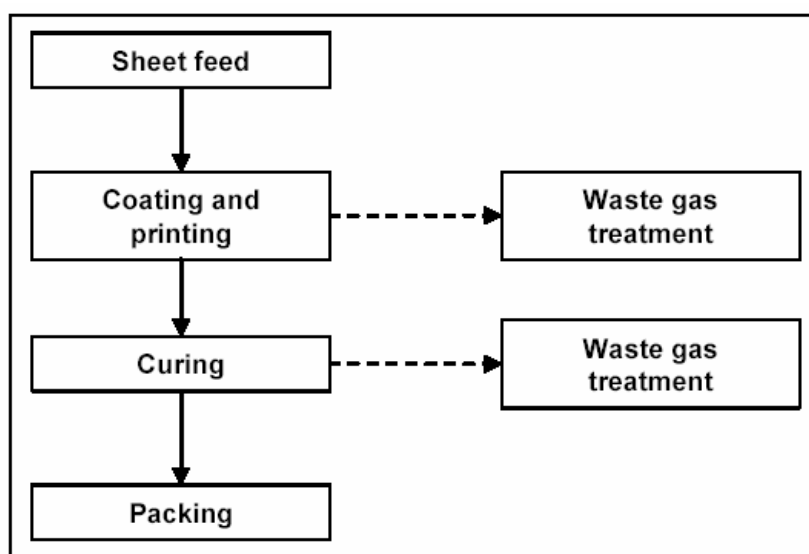 Sheet feed
Coating and
printing
Waste gas
treatment
Curing
Waste gas
treatment
Packing